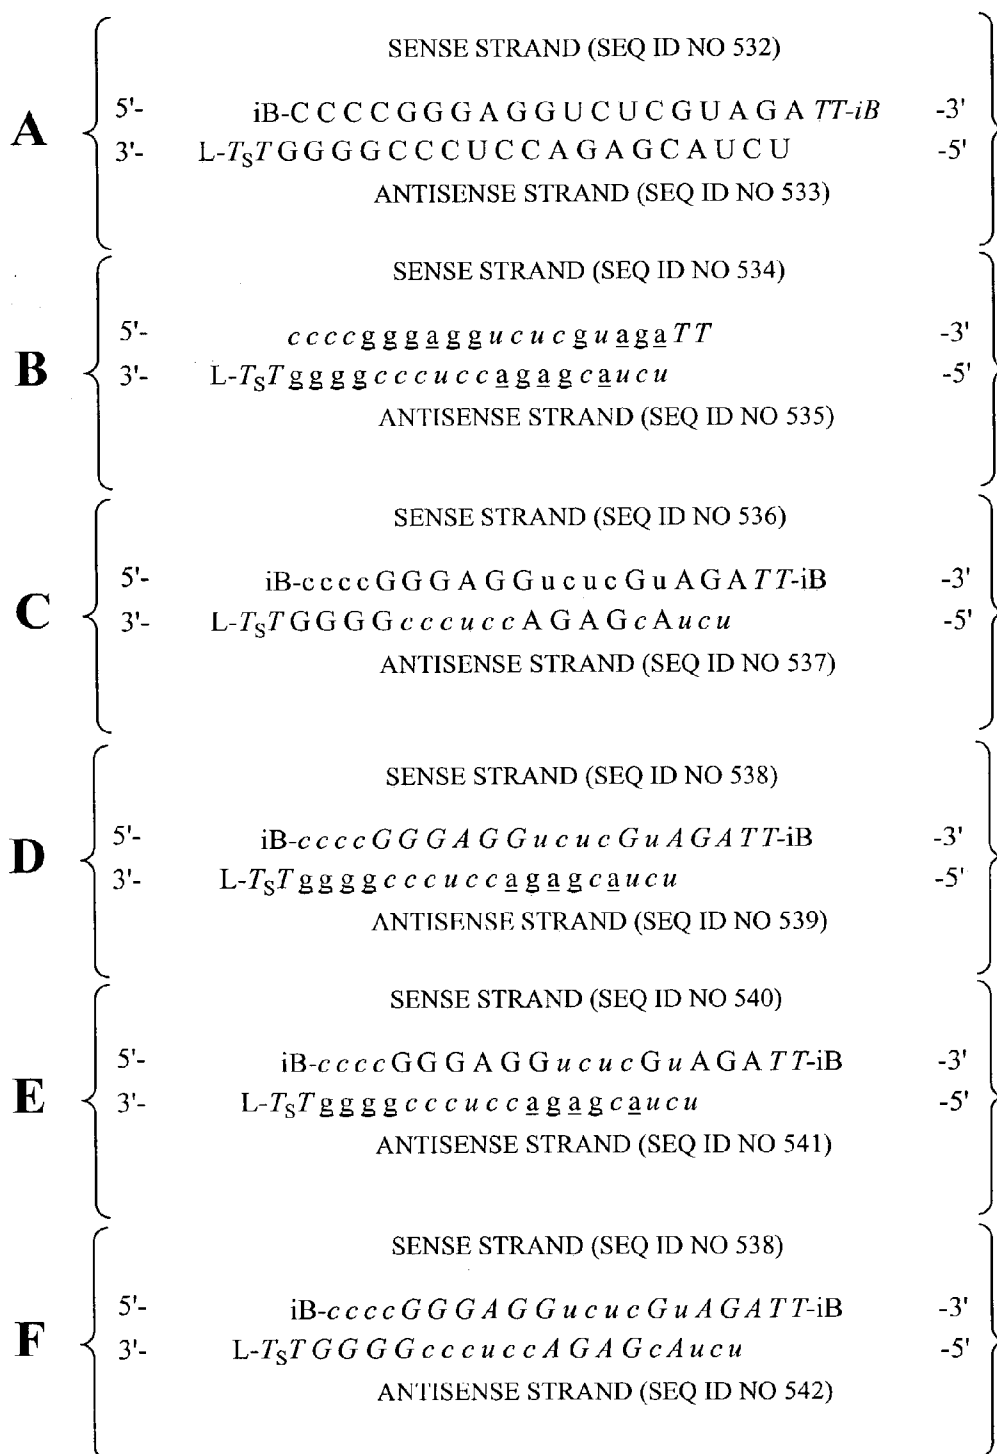 SENSE STRAND (SEQ ID NO 532)
A
5'- iB-C C C C G G G A G G U C U C G U A G A TT-iB -3'
3'- L-TST G G G G C C C U C C A G A G C A U C U -5'
ANTISENSE STRAND (SEQ ID NO 533)
SENSE STRAND (SEQ ID NO 534)
B
5'- c c c c g g g a g g u c u c g u a g a T T -3'
3'- L-TST g g g g c c c u c c a g a g c a u c u -5'
ANTISENSE STRAND (SEQ ID NO 535)
SENSE STRAND (SEQ ID NO 536)
C
5'- iB-c c c c G G G A G G u c u c G u A G A T T-iB -3'
3'- L-TST G G G G c c c u c c A G A G c A u c u -5'
ANTISENSE STRAND (SEQ ID NO 537)
SENSE STRAND (SEQ ID NO 538)
D
5'- iB-c c c c G G G A G G u c u c G u A G A T T-iB -3'
3'- L-TST g g g g c c c u c c a g a g c a u c u -5'
ANTISENSE STRAND (SEQ ID NO 539)
SENSE STRAND (SEQ ID NO 540)
E
5'- iB-c c c c G G G A G G u c u c G u A G A T T-iB -3'
3'- L-TST g g g g c c c u c c a g a g c a u c u -5'
ANTISENSE STRAND (SEQ ID NO 541)
SENSE STRAND (SEQ ID NO 538)
F
5'- iB-c c c c G G G A G G u c u c G u A G A T T-iB -3'
3'- L-TST G G G G c c c u c c A G A G c A u c u -5'
ANTISENSE STRAND (SEQ ID NO 542)